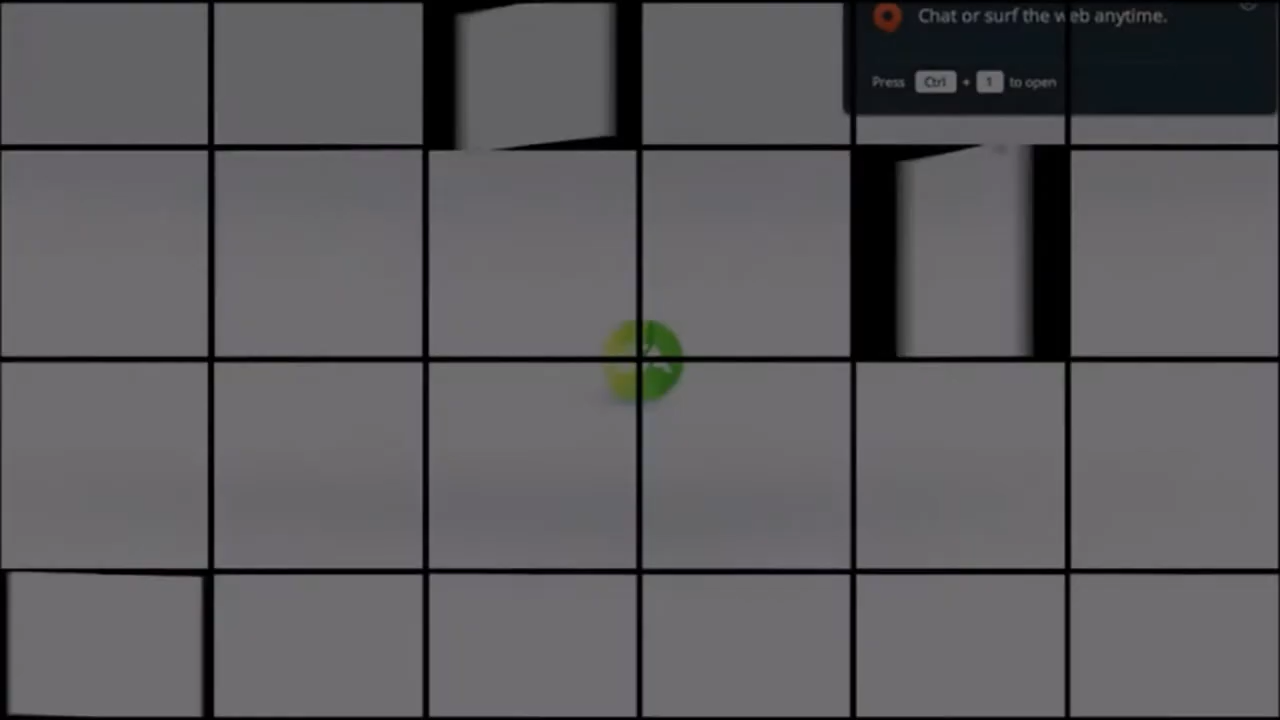 Chat or surf the web anytime.
Press Ctrl + 1 to open